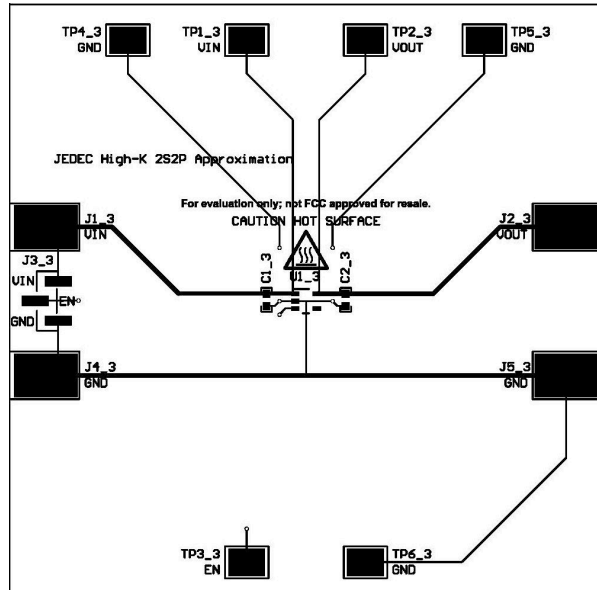 TP4_3
GND
TP1_3
VIN
TP2_3
VOUT
TP5_3
GND
JEDEC High-K 2S2P Approximation
For evaluation only; not FCC approved for resale.
CAUTION HOT SURFACE
J1_3
VIN
J2_3
VOUT
J3_3
VIN
EN
GND
C1_3
U1_3
C2_3
J4_3
GND
J5_3
GND
TP3_3
EN
TP6_3
GND